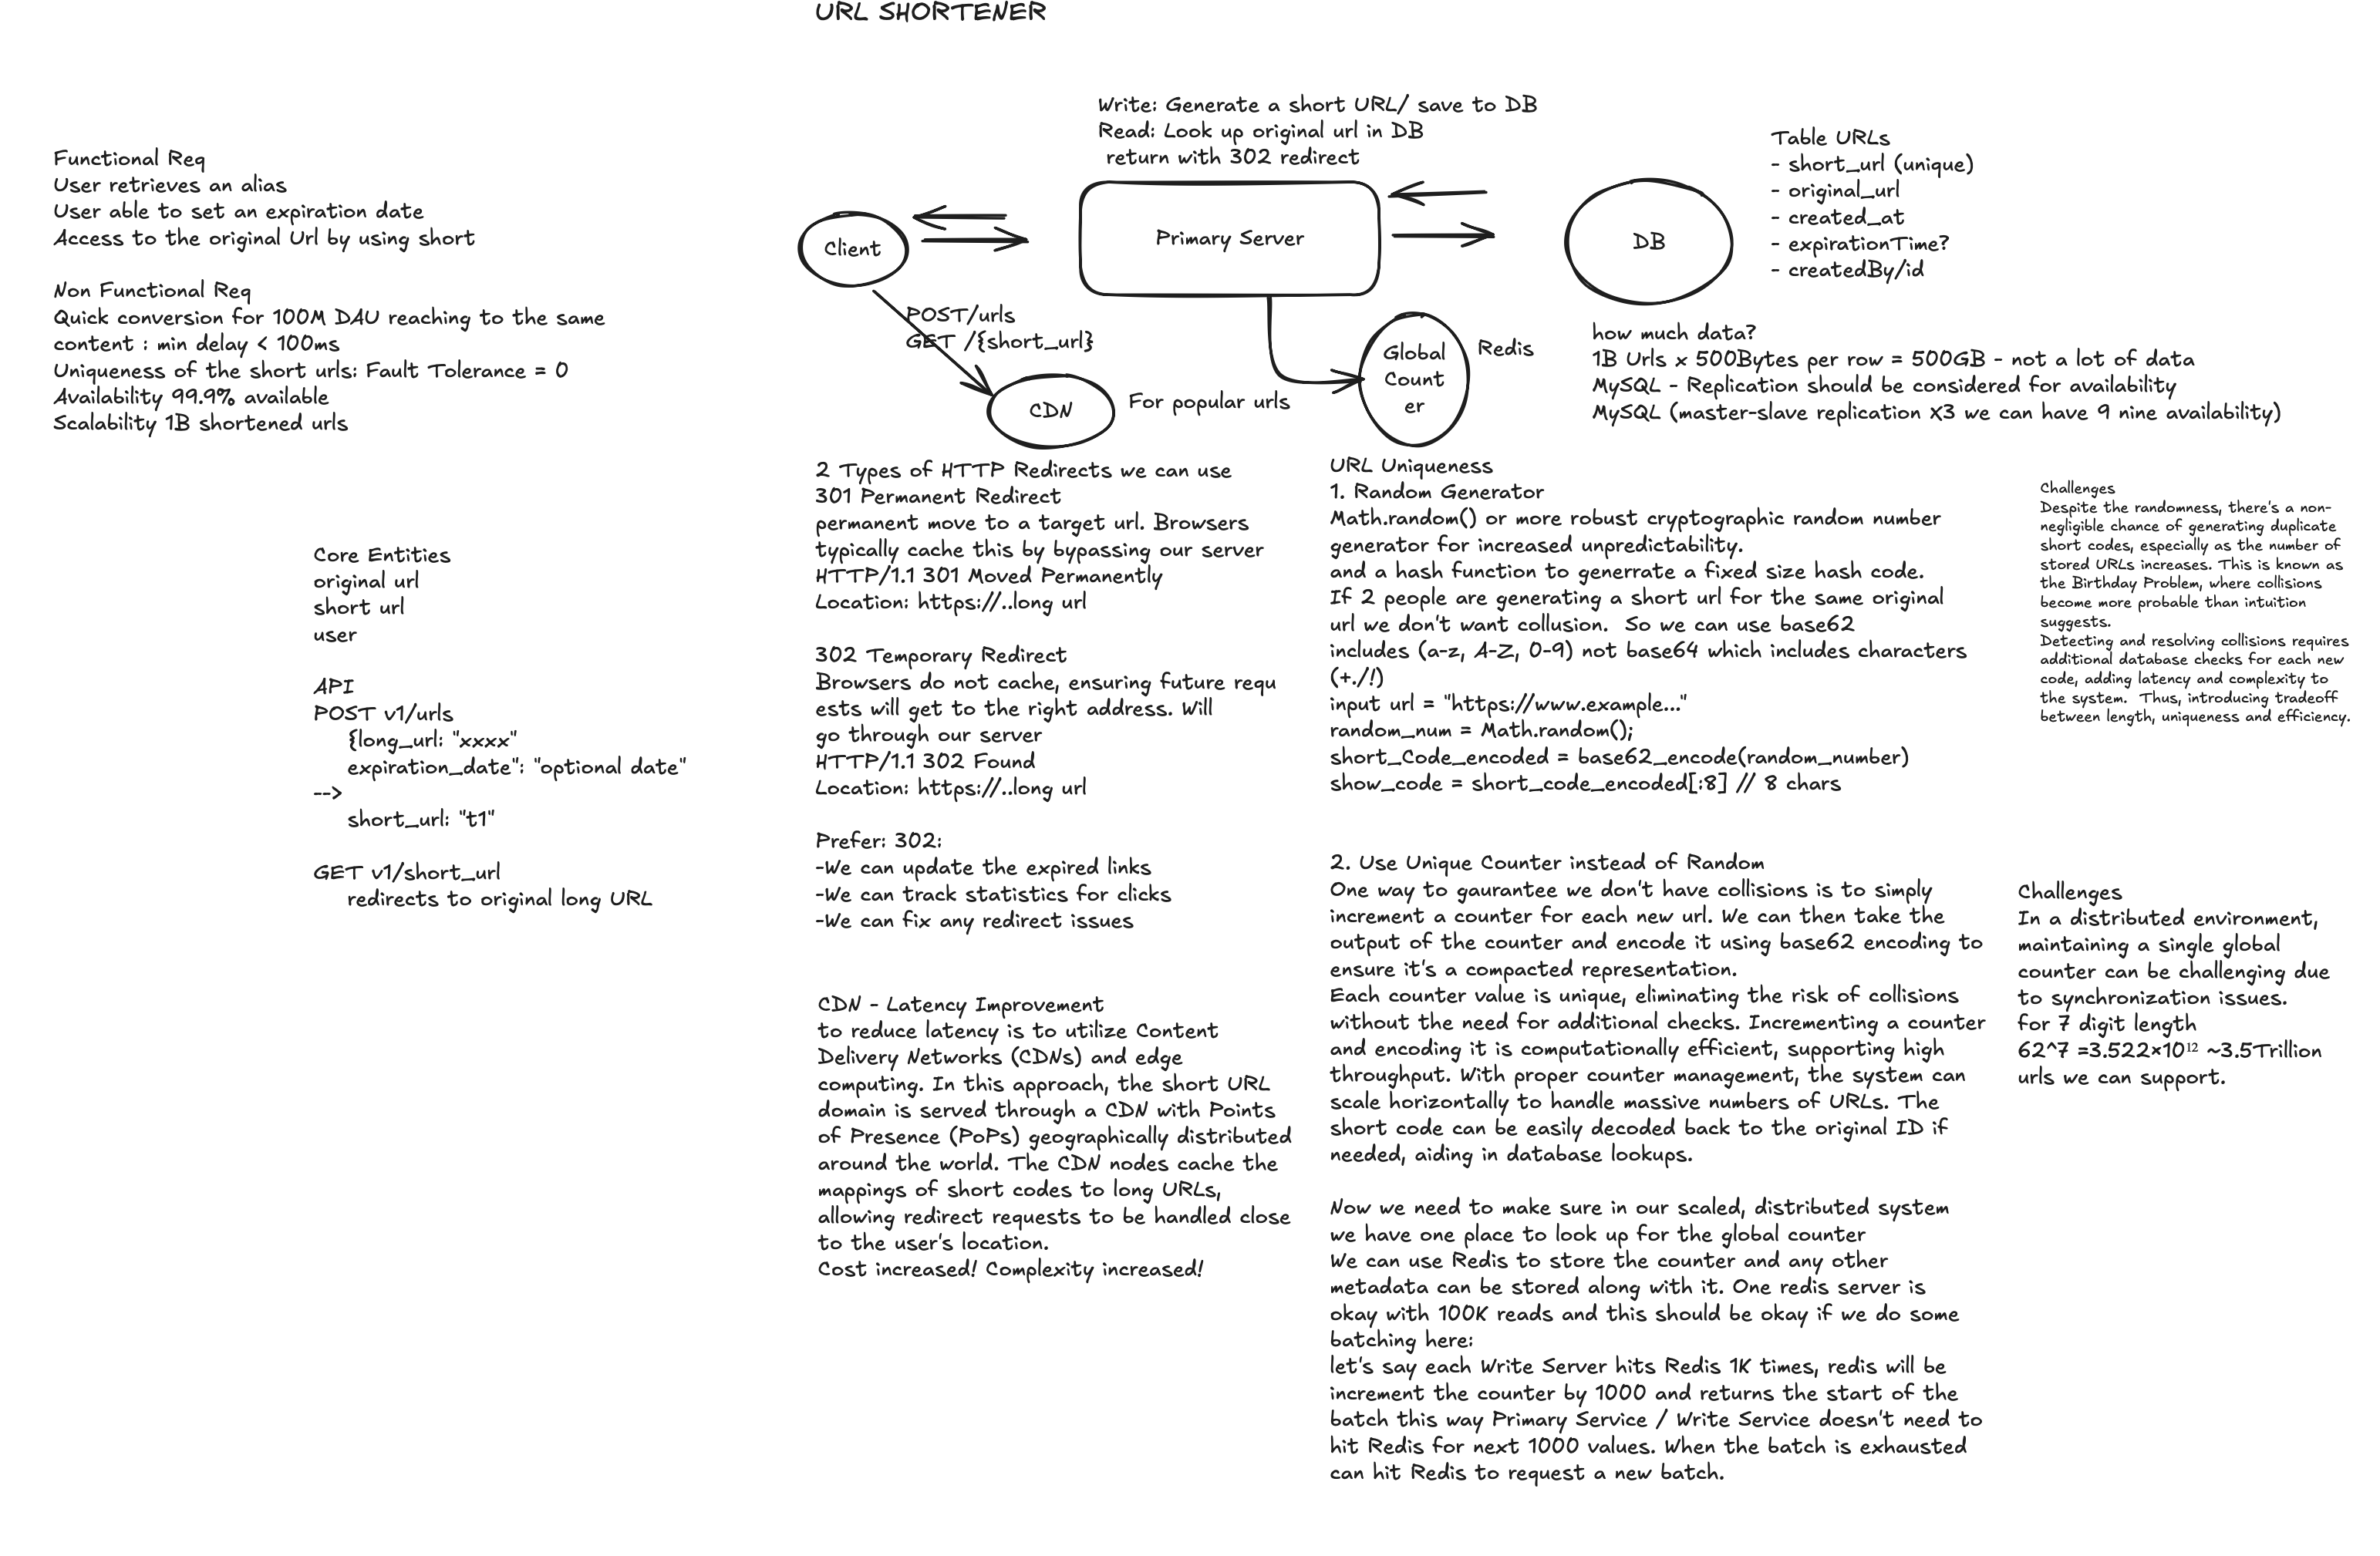 URL SHORTENER
Write: Generate a short URL/ save to DB
Read: Look up original url in DB
return with 302 redirect
Functional Req
User retrieves an alias
User able to set an expiration date
Access to the original Url by using short
Non Functional Req
Quick conversion for 100M DAU reaching to the same
content : min delay < 100ms
Uniqueness of the short urls: Fault Tolerance = 0
Availability 99.9% available
Scalability 1B shortened urls
Client
Primary Server
DB
Table URLs
- short_url (unique)
- original_url
- created_at
- expirationTime?
- createdBy/id
POST/urls
GET /{short_url}
CDN
For popular urls
Global
Count
er
Redis
how much data?
1B Urls x 500Bytes per row = 500GB - not a lot of data
MySQL - Replication should be considered for availability
MySQL (master-slave replication X3 we can have 9 nine availability)
Core Entities
original url
short url
user
API
POST v1/urls
{long_url: "xxxx"
expiration_date": "optional date"
-->
short_url: "t1"
GET v1/short_url
redirects to original long URL
2 Types of HTTP Redirects we can use
301 Permanent Redirect
permanent move to a target url. Browsers
typically cache this by bypassing our server
HTTP/1.1 301 Moved Permanently
Location: https://..long url
302 Temporary Redirect
Browsers do not cache, ensuring future requ
ests will get to the right address. Will
go through our server
HTTP/1.1 302 Found
Location: https://..long url
Prefer: 302:
-We can update the expired links
-We can track statistics for clicks
-We can fix any redirect issues
CDN - Latency Improvement
to reduce latency is to utilize Content
Delivery Networks (CDNs) and edge
computing. In this approach, the short URL
domain is served through a CDN with Points
of Presence (PoPs) geographically distributed
around the world. The CDN nodes cache the
mappings of short codes to long URLs,
allowing redirect requests to be handled close
to the user's location.
Cost increased! Complexity increased!
URL Uniqueness
1. Random Generator
Math.random() or more robust cryptographic random number
generator for increased unpredictability.
and a hash function to generrate a fixed size hash code.
If 2 people are generating a short url for the same original
url we don't want collusion.  So we can use base62
includes (a-z, A-Z, 0-9) not base64 which includes characters
(+./!)
input url = "https://www.example..."
random_num = Math.random();
short_Code_encoded = base62_encode(random_number)
show_code = short_code_encoded[:8] // 8 chars
Challenges
Despite the randomness, there's a non-
negligible chance of generating duplicate
short codes, especially as the number of
stored URLs increases. This is known as
the Birthday Problem, where collisions
become more probable than intuition
suggests.
Detecting and resolving collisions requires
additional database checks for each new
code, adding latency and complexity to
the system.  Thus, introducing tradeoff
between length, uniqueness and efficiency.
2. Use Unique Counter instead of Random
One way to gaurantee we don't have collisions is to simply
increment a counter for each new url. We can then take the
output of the counter and encode it using base62 encoding to
ensure it's a compacted representation.
Each counter value is unique, eliminating the risk of collisions
without the need for additional checks. Incrementing a counter
and encoding it is computationally efficient, supporting high
throughput. With proper counter management, the system can
scale horizontally to handle massive numbers of URLs. The
short code can be easily decoded back to the original ID if
needed, aiding in database lookups.
Now we need to make sure in our scaled, distributed system
we have one place to look up for the global counter
We can use Redis to store the counter and any other
metadata can be stored along with it. One redis server is
okay with 100K reads and this should be okay if we do some
batching here:
let's say each Write Server hits Redis 1K times, redis will be
increment the counter by 1000 and returns the start of the
batch this way Primary Service / Write Service doesn't need to
hit Redis for next 1000 values. When the batch is exhausted
can hit Redis to request a new batch.
Challenges
In a distributed environment,
maintaining a single global
counter can be challenging due
to synchronization issues.
for 7 digit length
62^7 =3.522×10¹² ~3.5Trillion
urls we can support.